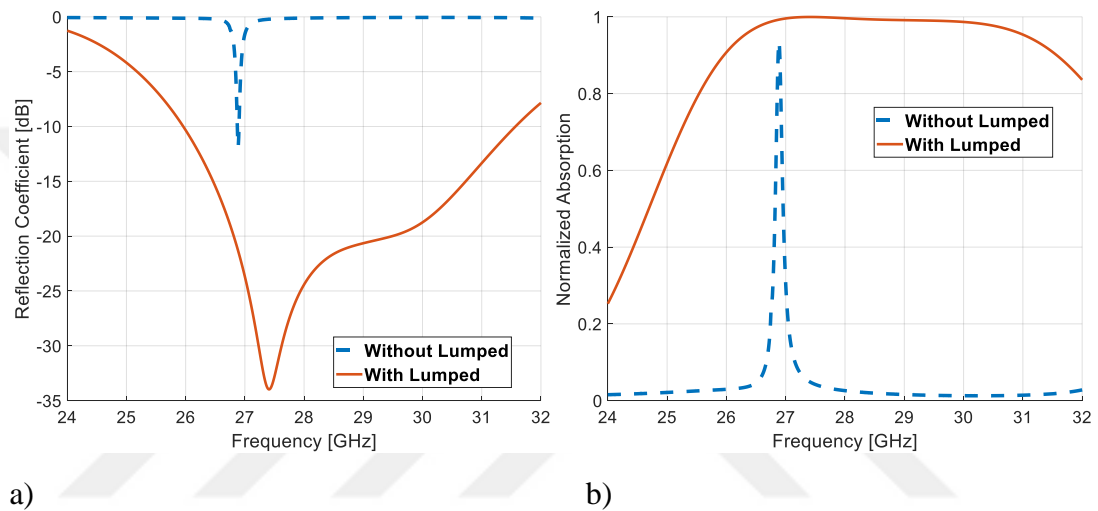 0
-5
-10
-15
-20
-25
-30
-35
Reflection Coefficient [dB]
24 25 26 27 28 29 30 31 32
Frequency [GHz]
Without Lumped
With Lumped
a)
1
0.8
0.6
0.4
0.2
0
Normalized Absorption
24 25 26 27 28 29 30 31 32
Frequency [GHz]
Without Lumped
With Lumped
b)